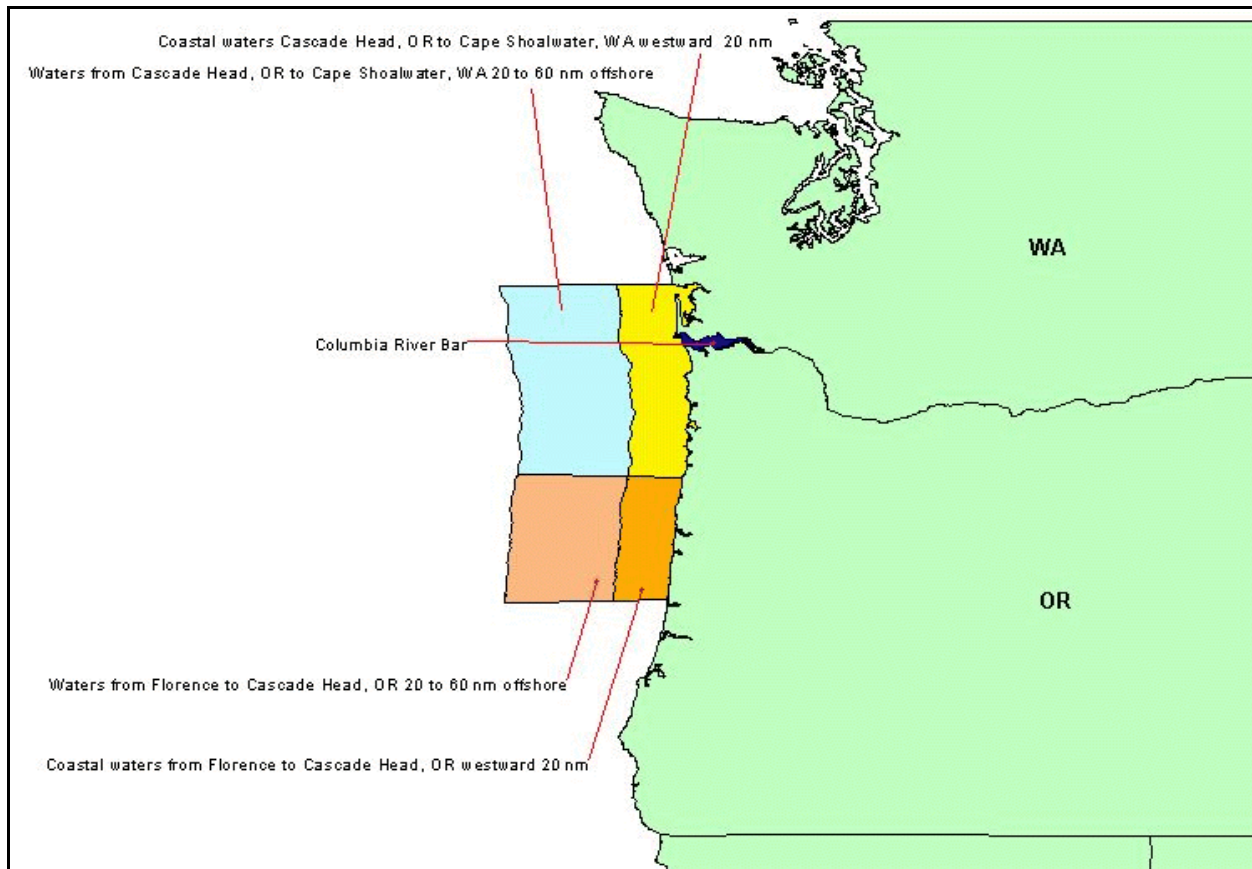 Coastal waters Cascade Head, OR to Cape Shoalwater, WA westward 20 nm
Waters from Cascade Head, OR to Cape Shoalwater, WA 20 to 60 nm offshore
WA
Columbia River Bar
OR
Waters from Florence to Cascade Head, OR 20 to 60 nm offshore
Coastal waters from Florence to Cascade Head, OR westward 20 nm